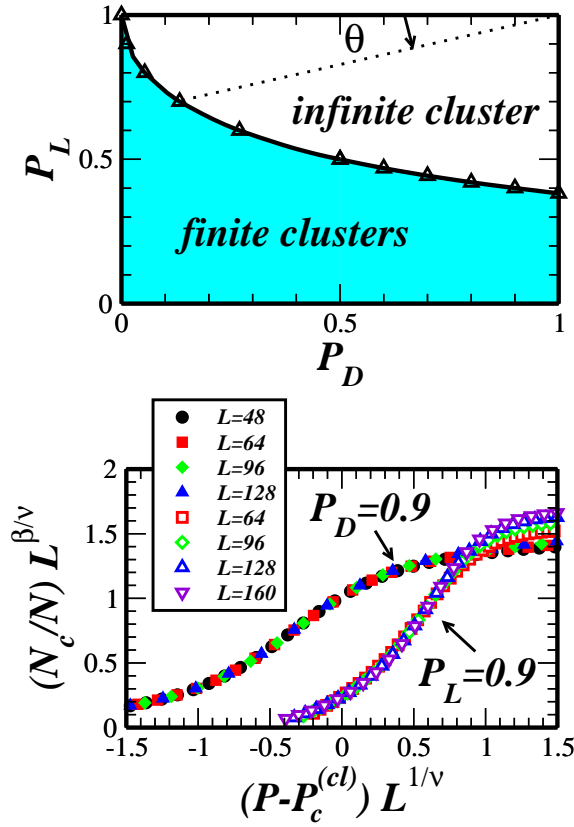 1
θ
infinite cluster
P_L
0.5
finite clusters
0
0
0.5
1
P_D
L=48
L=64
L=96
L=128
L=64
L=96
L=128
L=160
2
1.5
1
0.5
0
(N_c/N) L^{β/ν}
P_D=0.9
P_L=0.9
-1.5
-1
-0.5
0
0.5
1
1.5
(P-P_c^{(cl)}) L^{1/ν}